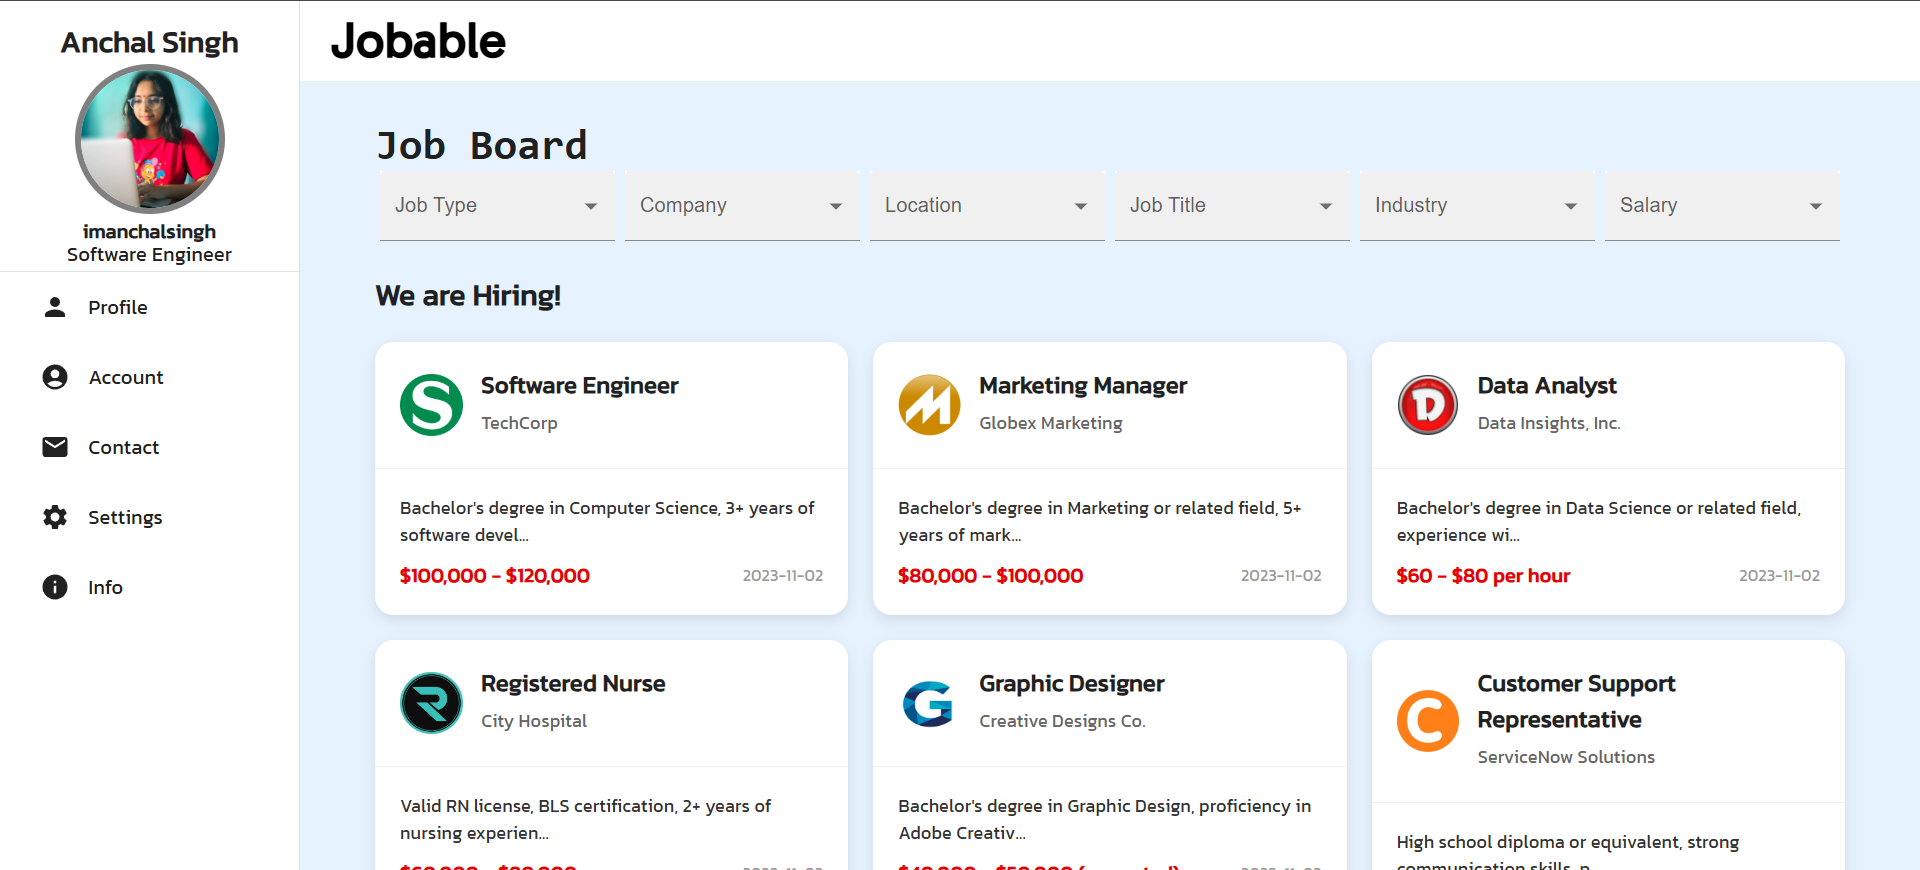 Anchal Singh
imanchalsingh
Software Engineer
Profile
Account
Contact
Settings
Info
Jobable
Job Board
Job Type
Company
Location
Job Title
Industry
Salary
We are Hiring!
Software Engineer
TechCorp
Bachelor's degree in Computer Science, 3+ years of
software devel...
$100,000 - $120,000
2023-11-02
Marketing Manager
Globex Marketing
Bachelor's degree in Marketing or related field, 5+
years of mark...
$80,000 - $100,000
2023-11-02
Data Analyst
Data Insights, Inc.
Bachelor's degree in Data Science or related field,
experience wi...
$60 - $80 per hour
2023-11-02
Registered Nurse
City Hospital
Valid RN license, BLS certification, 2+ years of
nursing experien...
Graphic Designer
Creative Designs Co.
Bachelor's degree in Graphic Design, proficiency in
Adobe Creativ...
Customer Support
Representative
ServiceNow Solutions
High school diploma or equivalent, strong
communication skills, p...